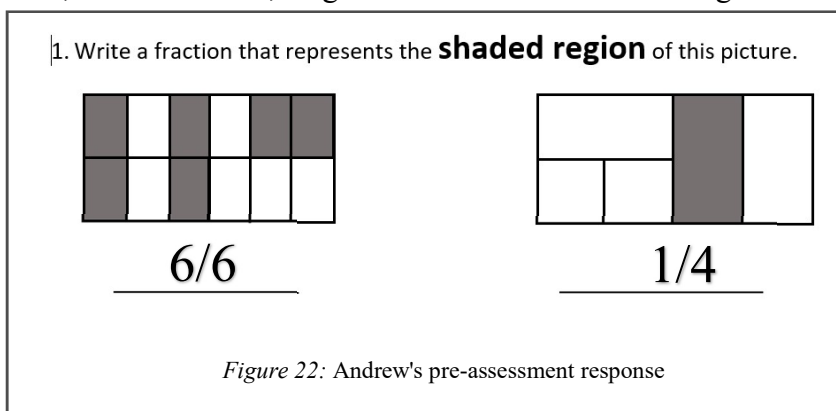 1. Write a fraction that represents the shaded region of this picture.
6/6 1/4
Figure 22: Andrew's pre-assessment response